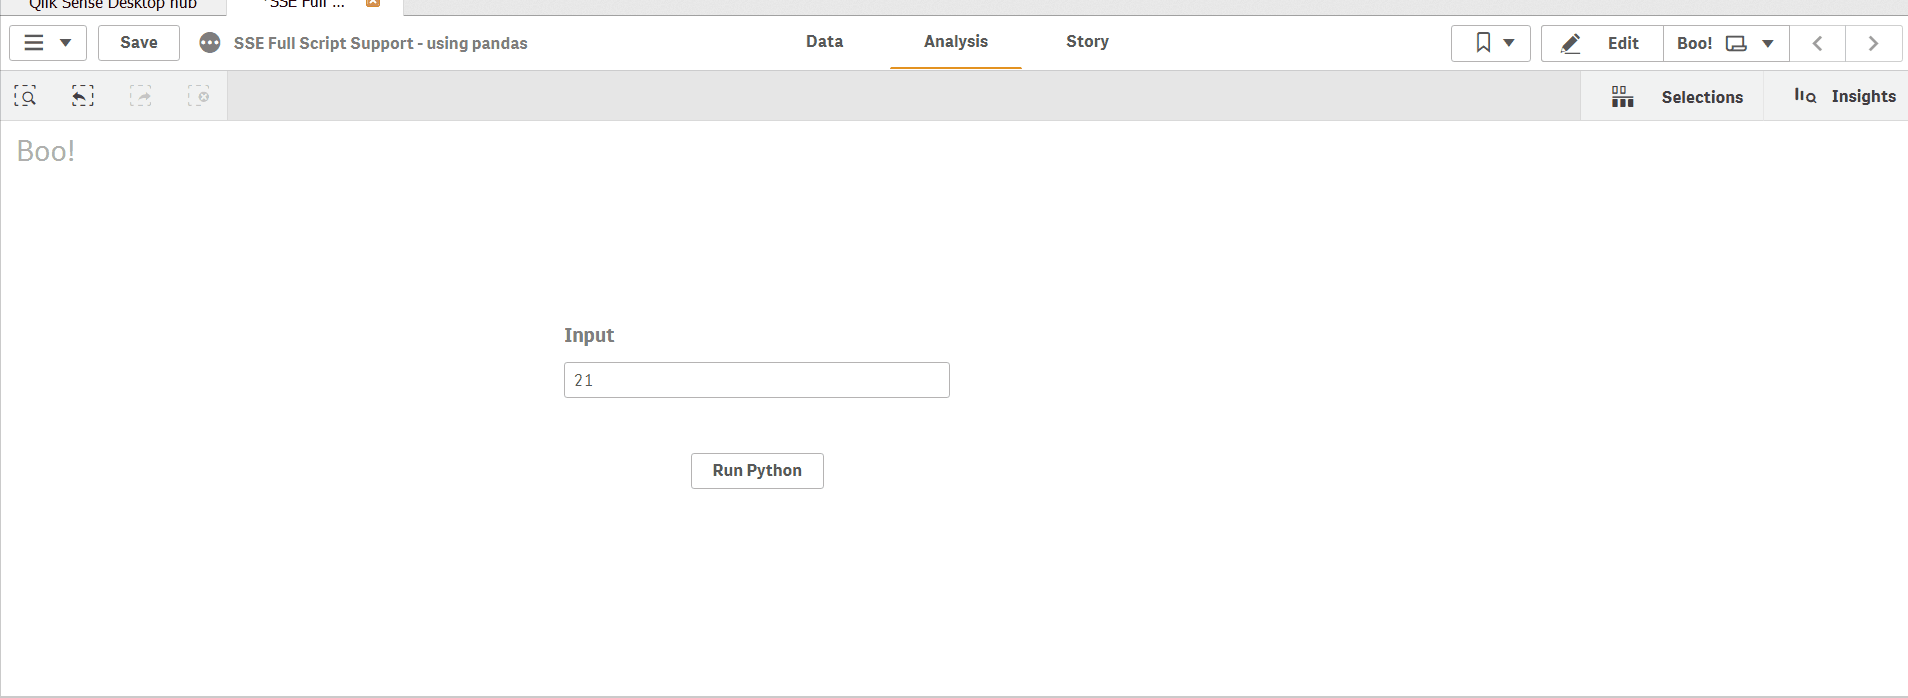 Qlik Sense Desktop hub
*SSE Full ...
Save
SSE Full Script Support - using pandas
Data
Analysis
Story
Edit
Boo!
Selections
Insights
Boo!
Input
21
Run Python